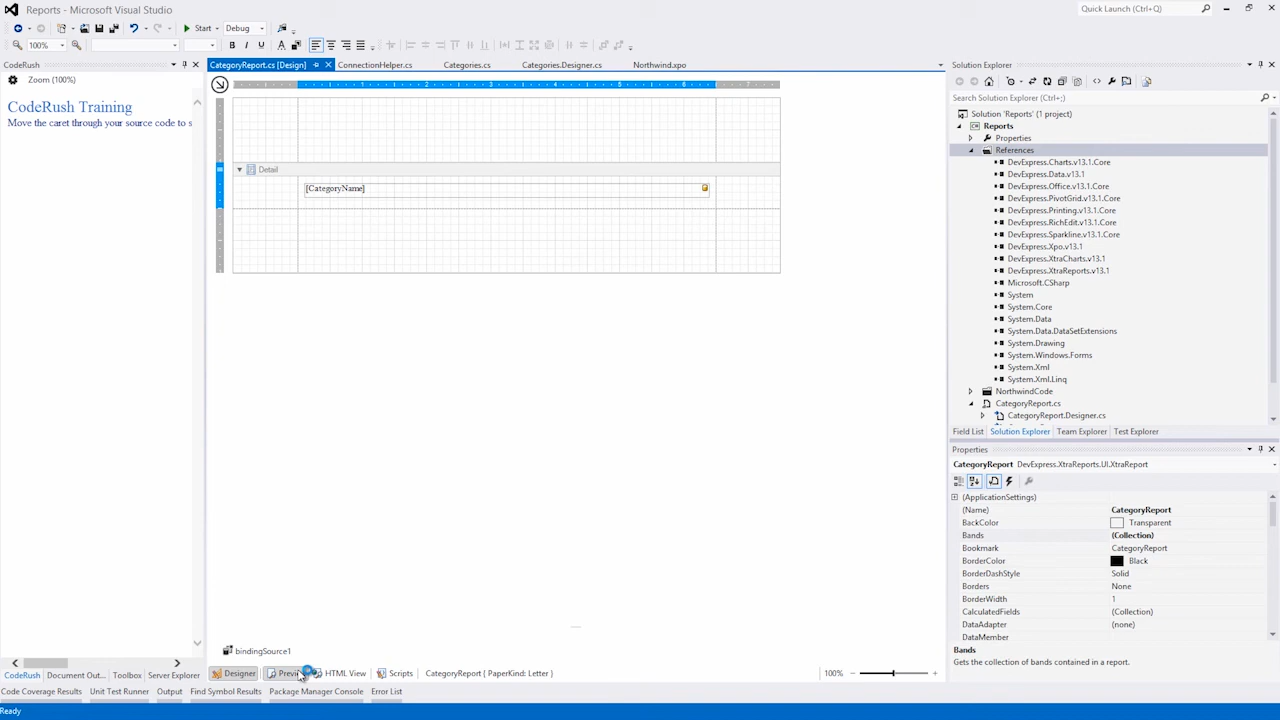 Reports - Microsoft Visual Studio
Quick Launch (Ctrl+Q)
Start
Debug
100%
CodeRush
CategoryReport.cs [Design]
ConnectionHelper.cs
Categories.cs
Categories.Designer.cs
Northwind.xpo
Solution Explorer
Zoom (100%)
CodeRush Training
Move the caret through your source code to s
1
1
2
3
4
5
6
7
Detail
[CategoryName]
Search Solution Explorer (Ctrl+;)
Solution 'Reports' (1 project)
Reports
Properties
References
DevExpress.Charts.v13.1.Core
DevExpress.Data.v13.1
DevExpress.Office.v13.1.Core
DevExpress.PivotGrid.v13.1.Core
DevExpress.Printing.v13.1.Core
DevExpress.RichEdit.v13.1.Core
DevExpress.Sparkline.v13.1.Core
DevExpress.Xpo.v13.1
DevExpress.XtraCharts.v13.1
DevExpress.XtraReports.v13.1
Microsoft.CSharp
System
System.Core
System.Data
System.Data.DataSetExtensions
System.Drawing
System.Windows.Forms
System.Xml
System.Xml.Linq
NorthwindCode
CategoryReport.cs
CategoryReport.Designer.cs
Field List
Solution Explorer
Team Explorer
Test Explorer
Properties
CategoryReport DevExpress.XtraReports.UI.XtraReport
(ApplicationSettings)
(Name) CategoryReport
BackColor Transparent
Bands (Collection)
Bookmark CategoryReport
BorderColor Black
BorderDashStyle Solid
Borders None
BorderWidth 1
CalculatedFields (Collection)
DataAdapter (none)
DataMember
Bands
Gets the collection of bands contained in a report.
bindingSource1
Designer
Previ
HTML View
Scripts
CategoryReport { PaperKind: Letter }
100%
CodeRush
Document Out...
Toolbox
Server Explorer
Code Coverage Results
Unit Test Runner
Output
Find Symbol Results
Package Manager Console
Error List
Ready